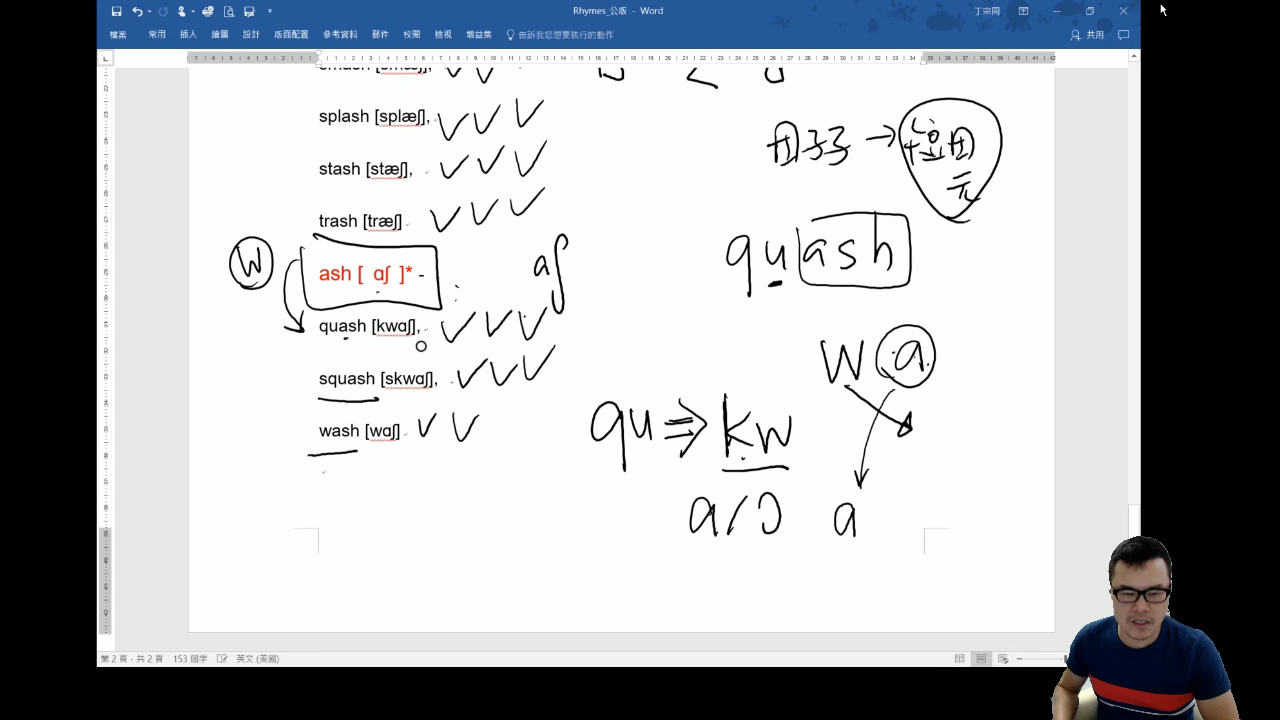 Rhymes_公版 - Word
丁宗同
檔案 常用 插入 繪圖 設計 版面配置 參考資料 郵件 校閱 檢視 增益集 告訴我您想要執行的動作 共用
splash [splæʃ],
stash [stæʃ],
trash [træʃ]
W
ash [ ɑʃ ]* -
aʃ
quash
quash [kwɑʃ],
squash [skwɑʃ],
wash [wɑʃ]
w a
qu ⇒ kw
a/ɔ a
第 2 頁，共 2 頁 153 個字 英文 (美國)